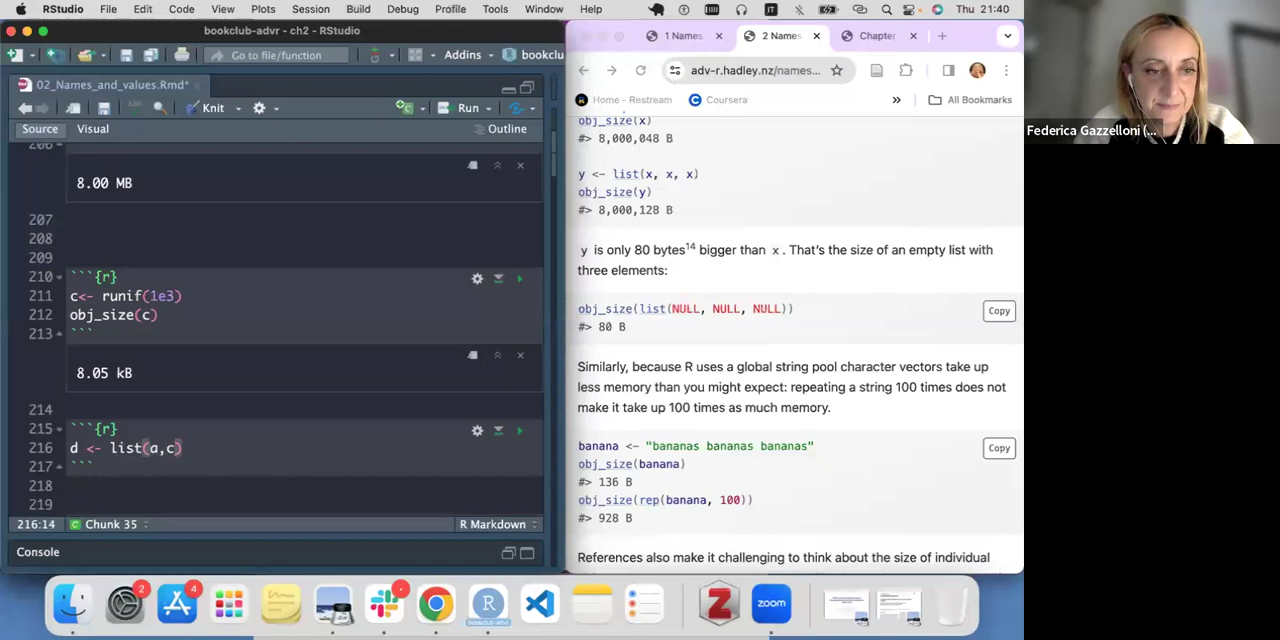 RStudio File Edit Code View Plots Session Build Debug Profile Tools Window Help Thu 21:40
bookclub-advr - ch2 - RStudio
Go to file/function Addins bookclu
02_Names_and_values.Rmd*
Knit Run
Source Visual Outline
206
8.00 MB
207
208
209
210 ```{r}
211 c<- runif(1e3)
212 obj_size(c)
213 ```
8.05 kB
214
215 ```{r}
216 d <- list(a,c)
217 ```
218
219
216:14 Chunk 35 R Markdown
Console
1 Names 2 Names Chapter
adv-r.hadley.nz/names...
Home - Restream Coursera » All Bookmarks
obj_size(x)
#> 8,000,048 B
y <- list(x, x, x)
obj_size(y)
#> 8,000,128 B
y is only 80 bytes14 bigger than x. That's the size of an empty list with
three elements:
obj_size(list(NULL, NULL, NULL)) Copy
#> 80 B
Similarly, because R uses a global string pool character vectors take up
less memory than you might expect: repeating a string 100 times does not
make it take up 100 times as much memory.
banana <- "bananas bananas bananas" Copy
obj_size(banana)
#> 136 B
obj_size(rep(banana, 100))
#> 928 B
References also make it challenging to think about the size of individual
Federica Gazzelloni (...
2 4
R Z zoom
bookclub-advr